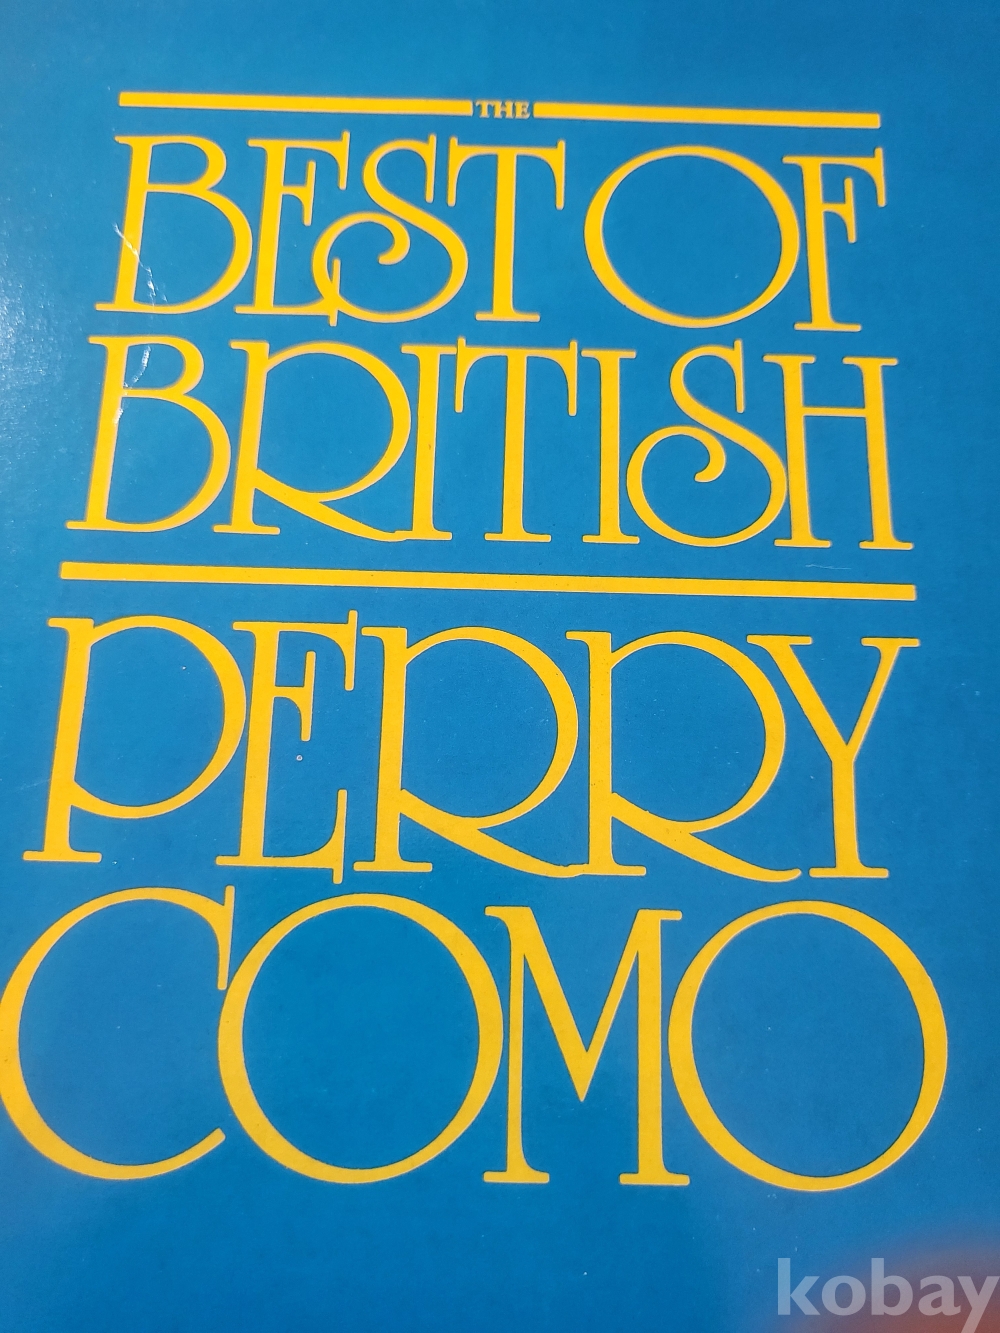 THE
BEST OF
BRITISH
PERRY
COMO
kobay